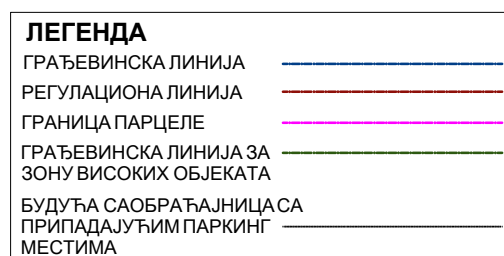 ЛЕГЕНДА
ГРАЂЕВИНСКА ЛИНИЈА
РЕГУЛАЦИОНА ЛИНИЈА
ГРАНИЦА ПАРЦЕЛЕ
ГРАЂЕВИНСКА ЛИНИЈА ЗА
ЗОНУ ВИСОКИХ ОБЈЕКАТА
БУДУЋА САОБРАЋАЈНИЦА СА
ПРИПАДАЈУЋИМ ПАРКИНГ
МЕСТИМА